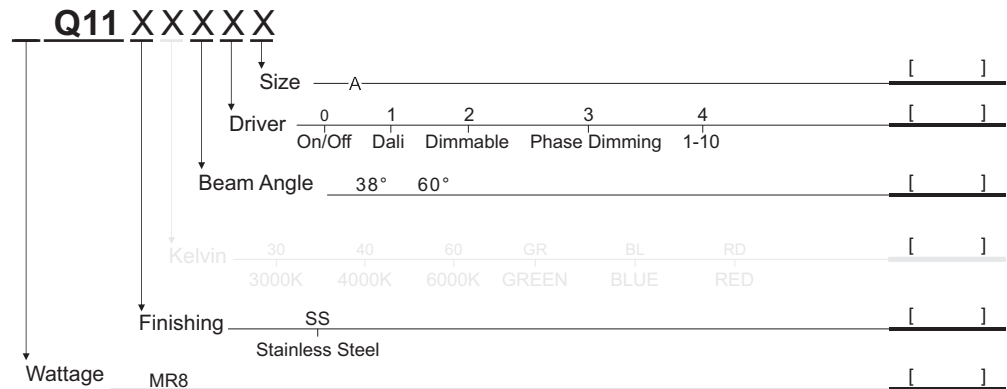 Q11 X X X X X
Size A [ ]
Driver 0 1 2 3 4 [ ]
On/Off Dali Dimmable Phase Dimming 1-10
Beam Angle 38° 60° [ ]
Kelvin 30 40 60 GR BL RD [ ]
3000K 4000K 6000K GREEN BLUE RED
Finishing SS [ ]
Stainless Steel
Wattage MR8 [ ]